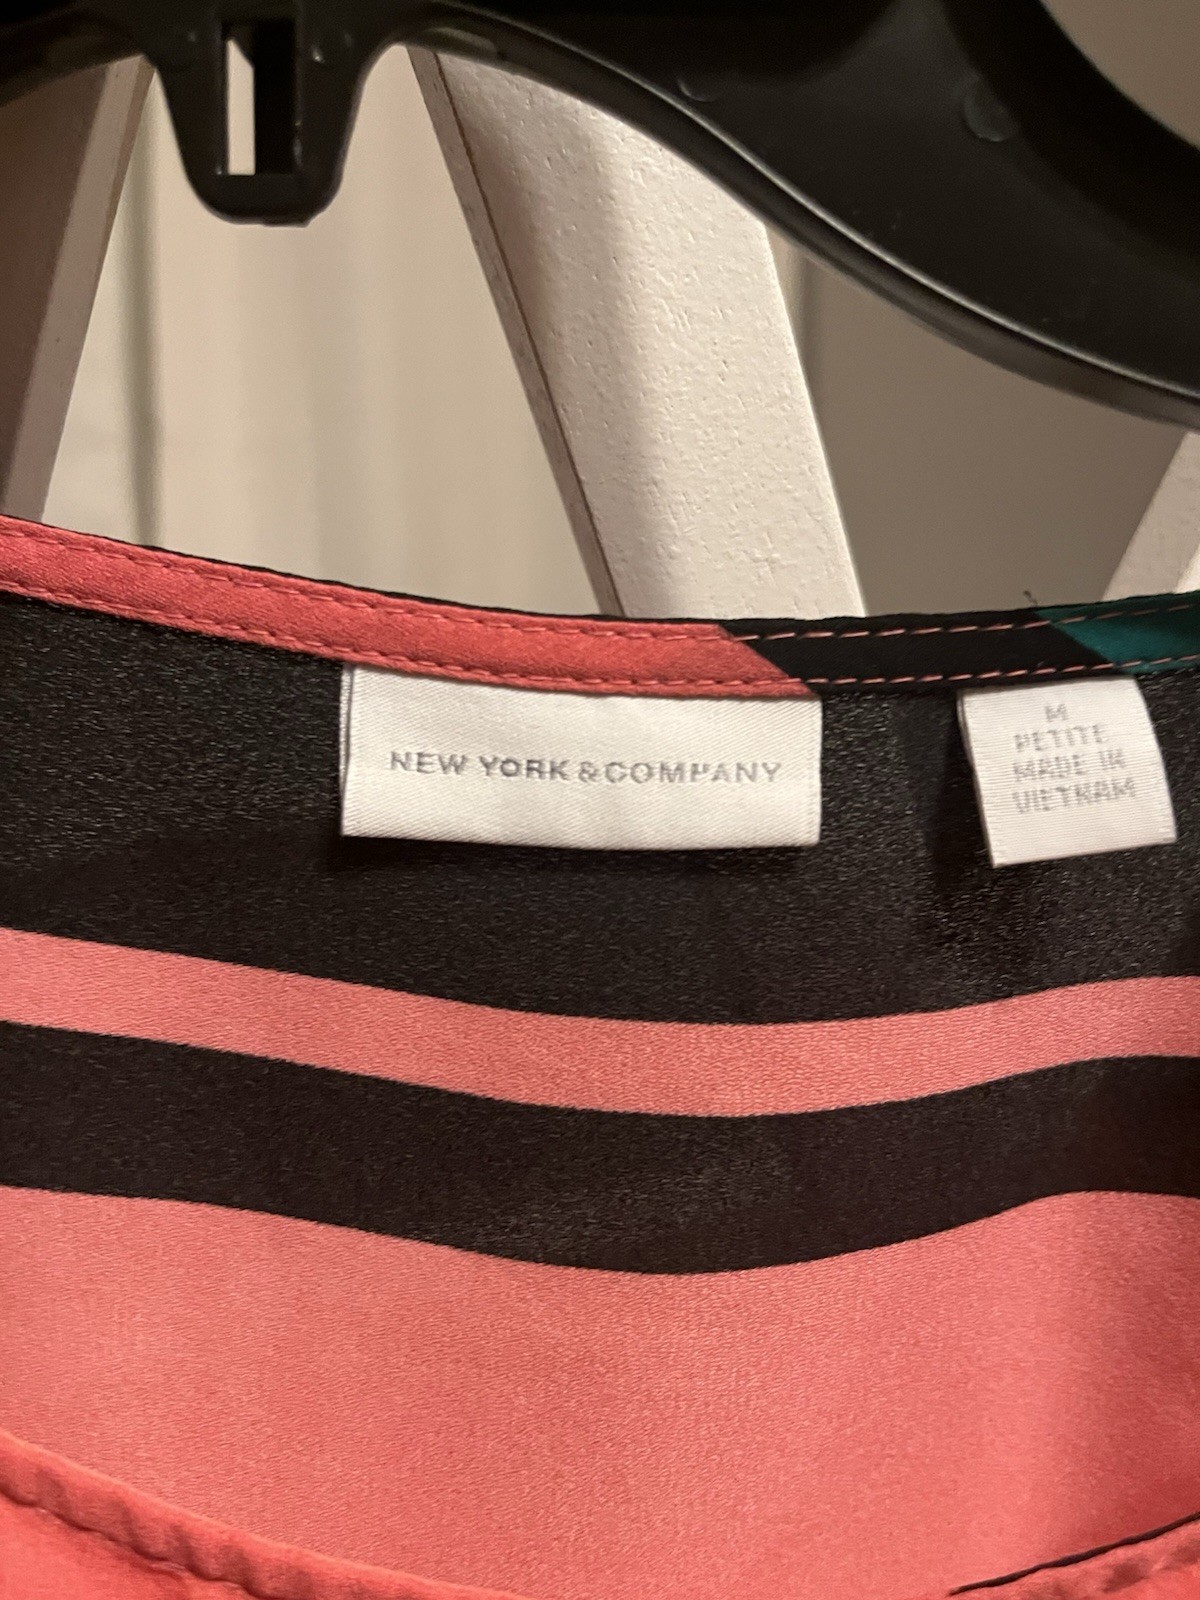 NEW YORK & COMPANY
M
PETITE
MADE IN
VIETNAM